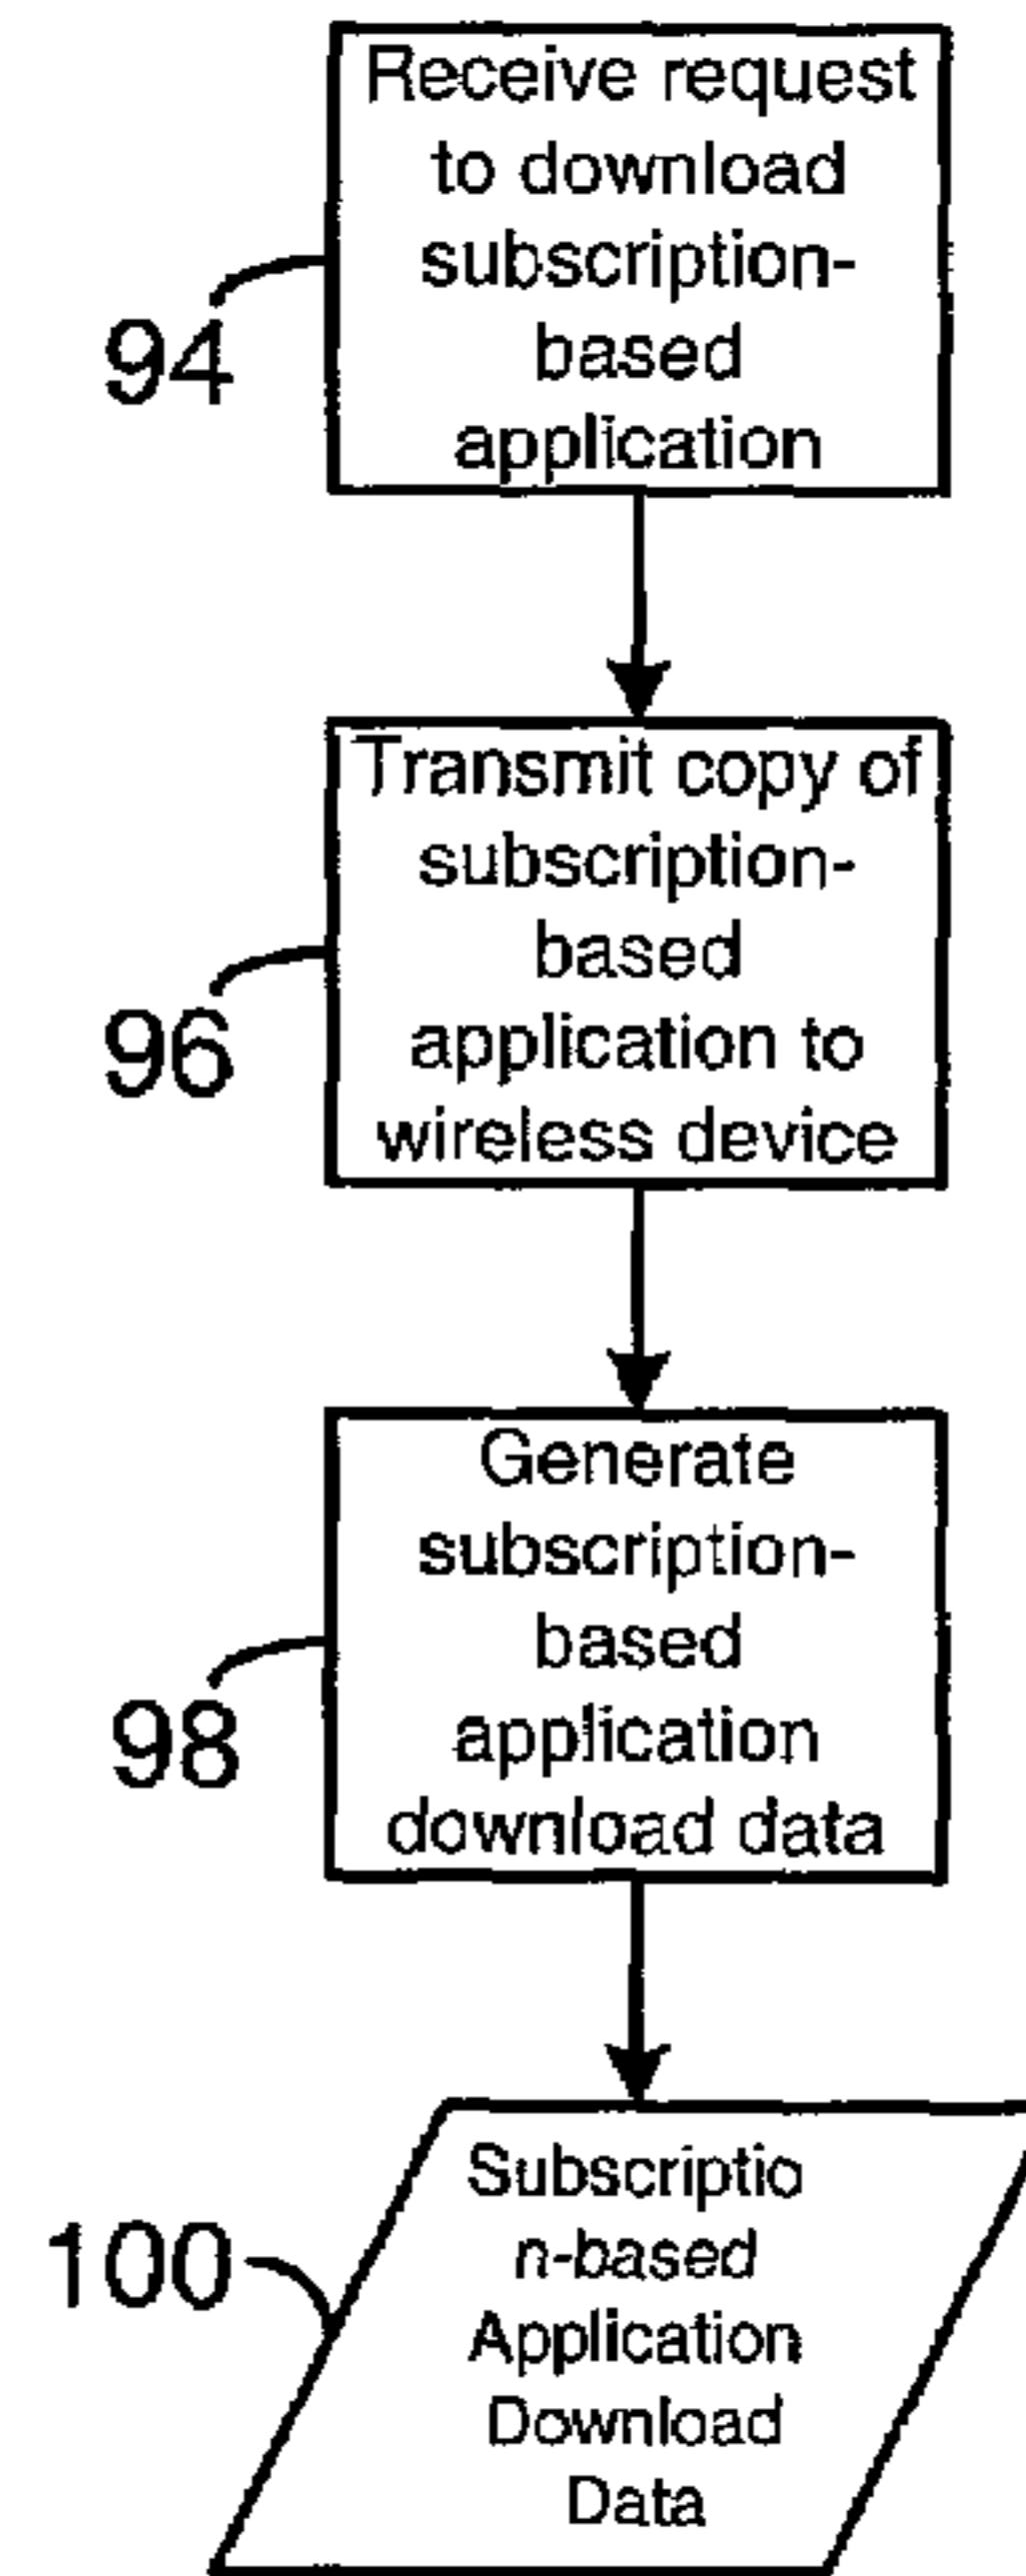 Receive request
to download
subscription-
based
application
94
Transmit copy of
subscription-
based
application to
wireless device
96
Generate
subscription-
based
application
download data
98
Subscriptio
n-based
Application
Download
Data
100